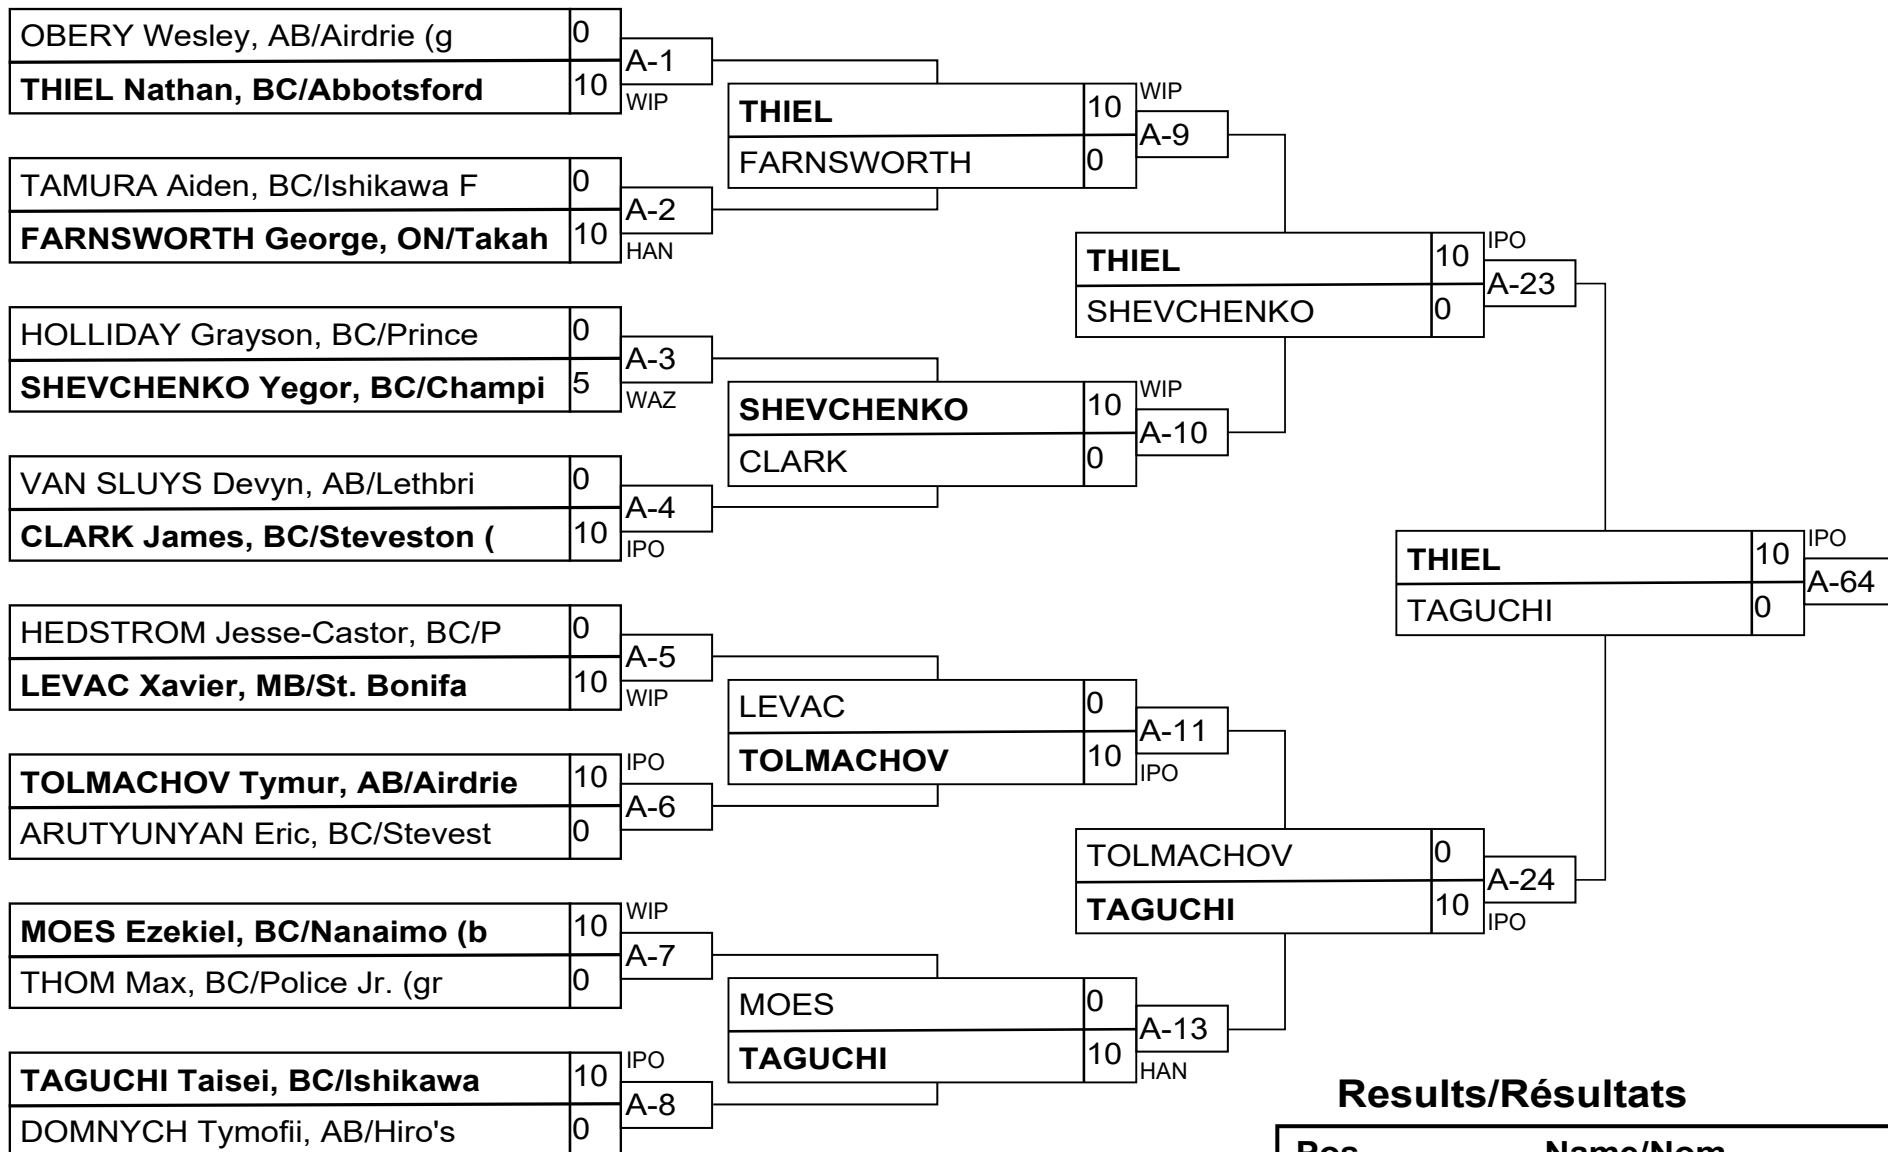 OBERY Wesley, AB/Airdrie (g 0
THIEL Nathan, BC/Abbotsford 10
A-1
WIP
TAMURA Aiden, BC/Ishikawa F 0
FARNSWORTH George, ON/Takah 10
A-2
HAN
HOLLIDAY Grayson, BC/Prince 0
SHEVCHENKO Yegor, BC/Champi 5
A-3
WAZ
VAN SLUYS Devyn, AB/Lethbri 0
CLARK James, BC/Steveston ( 10
A-4
IPO
HEDSTROM Jesse-Castor, BC/P 0
LEVAC Xavier, MB/St. Bonifa 10
A-5
WIP
TOLMACHOV Tymur, AB/Airdrie 10
ARUTYUNYAN Eric, BC/Stevest 0
IPO
A-6
MOES Ezekiel, BC/Nanaimo (b 10
THOM Max, BC/Police Jr. (gr 0
WIP
A-7
TAGUCHI Taisei, BC/Ishikawa 10
DOMNYCH Tymofii, AB/Hiro's 0
IPO
A-8
THIEL 10
FARNSWORTH 0
WIP
A-9
SHEVCHENKO 10
CLARK 0
WIP
A-10
LEVAC 0
TOLMACHOV 10
A-11
IPO
MOES 0
TAGUCHI 10
A-13
HAN
THIEL 10
SHEVCHENKO 0
IPO
A-23
TOLMACHOV 0
TAGUCHI 10
A-24
IPO
THIEL 10
TAGUCHI 0
IPO
A-64
Results/Résultats
Pos Name/Nom